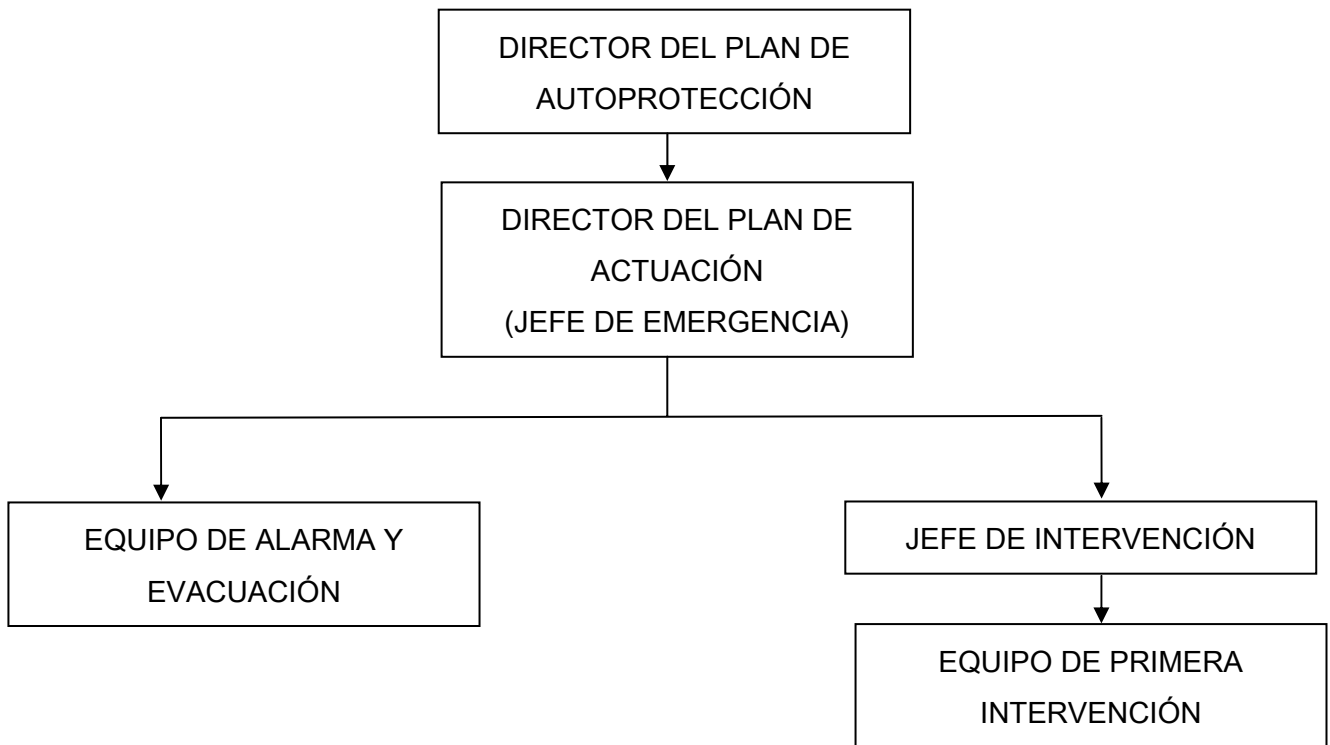 DIRECTOR DEL PLAN DE
AUTOPROTECCIÓN
DIRECTOR DEL PLAN DE
ACTUACIÓN
(JEFE DE EMERGENCIA)
EQUIPO DE ALARMA Y
EVACUACIÓN
JEFE DE INTERVENCIÓN
EQUIPO DE PRIMERA
INTERVENCIÓN